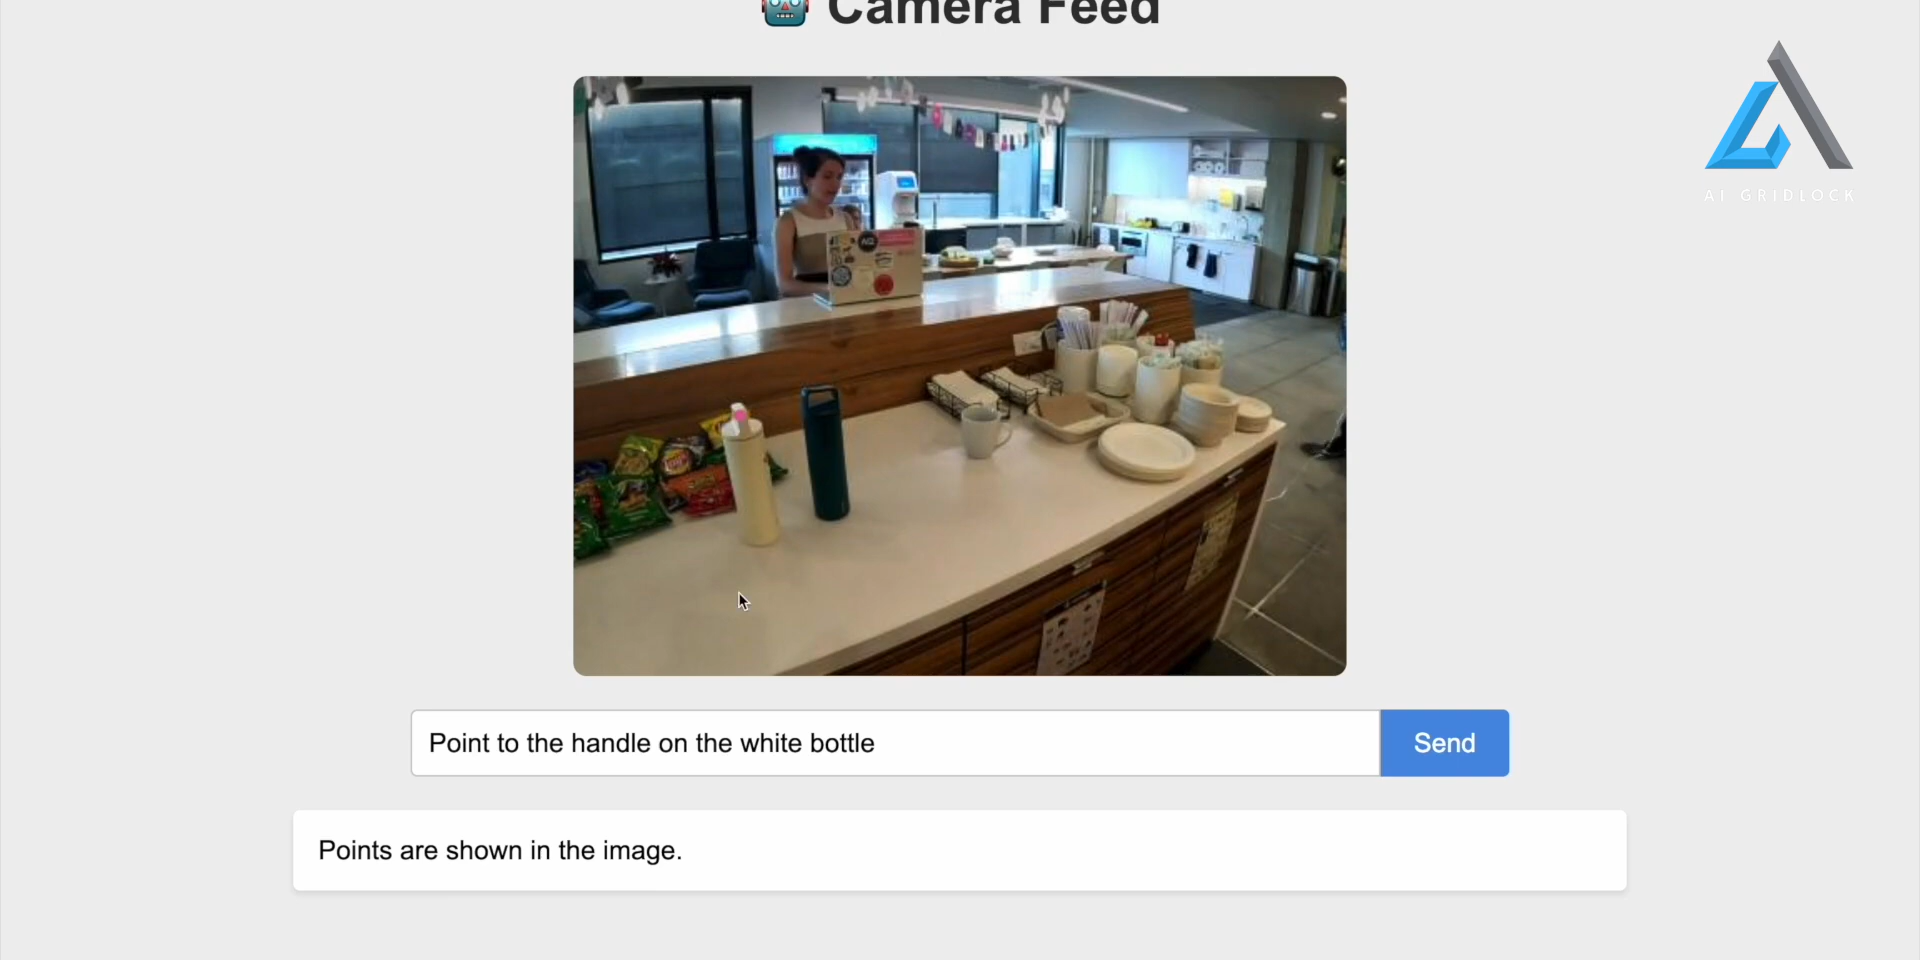 Camera Feed
AI GRIDLOCK
Point to the handle on the white bottle
Send
Points are shown in the image.